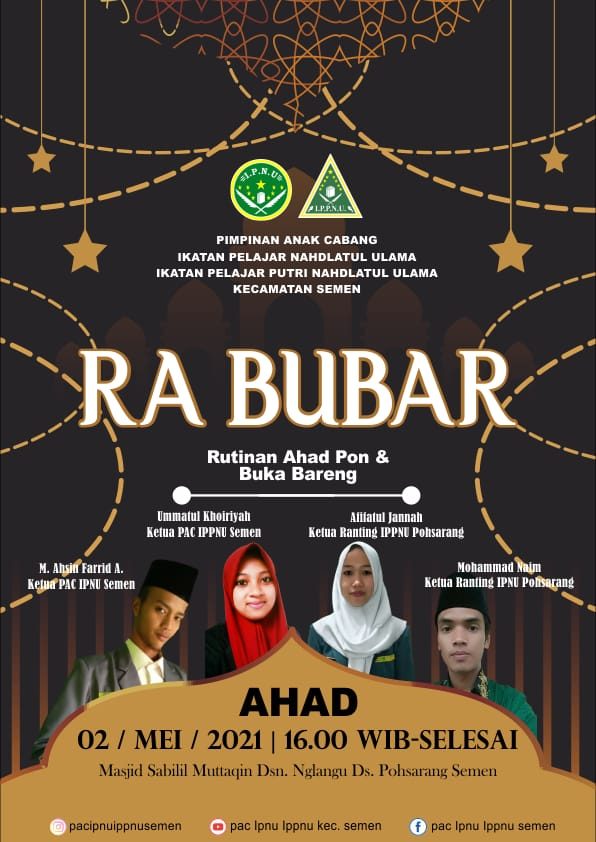 I.P.N.U
I.P.P.N.U.
PIMPINAN ANAK CABANG
IKATAN PELAJAR NAHDLATUL ULAMA
IKATAN PELAJAR PUTRI NAHDLATUL ULAMA
KECAMATAN SEMEN
RA BUBAR
Rutinan Ahad Pon &
Buka Bareng
Ummatul Khoiriyah
Ketua PAC IPPNU Semen
Afifatul Jannah
Ketua Ranting IPPNU Pohsarang
M. Ahsin Farrid A.
Ketua PAC IPNU Semen
Mohammad Naim
Ketua Ranting IPNU Pohsarang
AHAD
02 / MEI / 2021 | 16.00 WIB-SELESAI
Masjid Sabilil Muttaqin Dsn. Nglangu Ds. Pohsarang Semen
pacipnuippnusemen
pac Ipnu Ippnu kec. semen
pac Ipnu Ippnu semen